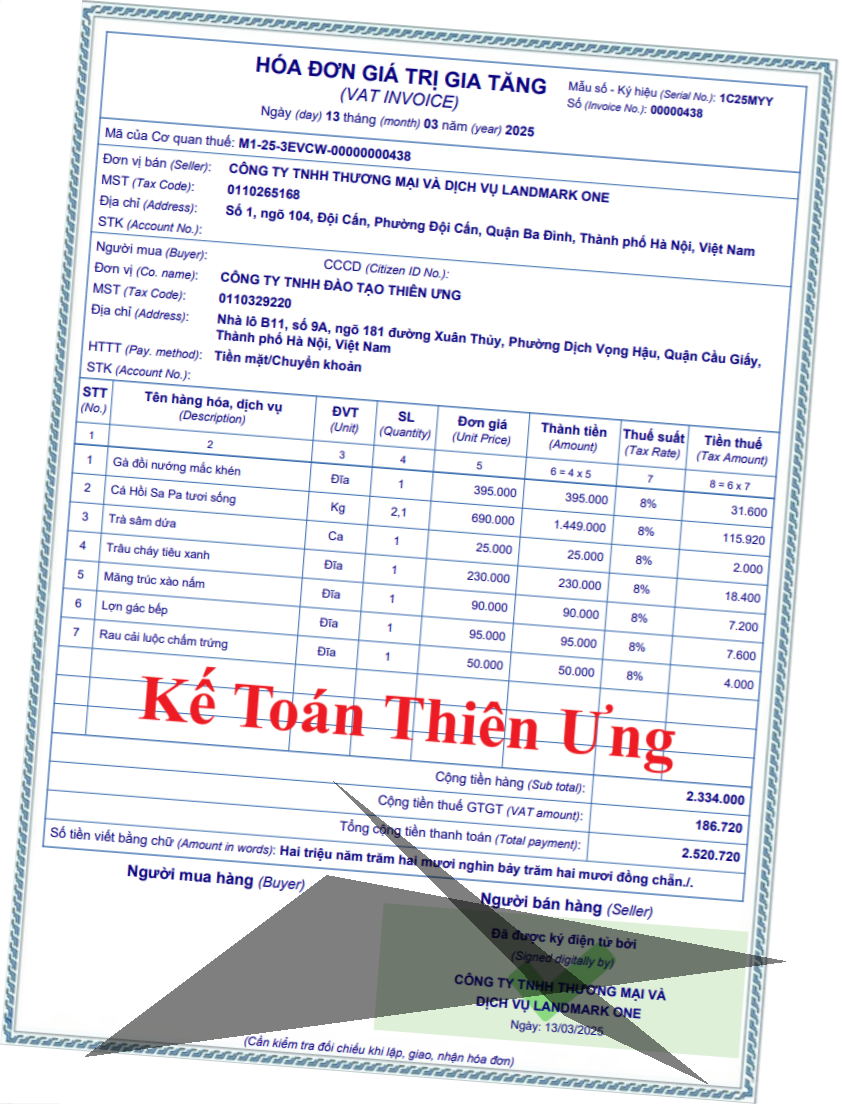 HÓA ĐƠN GIÁ TRỊ GIA TĂNG
(VAT INVOICE)
Ngày (day) 13 tháng (month) 03 năm (year) 2025
Mẫu số - Ký hiệu (Serial No.): 1C25MYY
Số (Invoice No.): 00000438
Mã của Cơ quan thuế: M1-25-3EVCW-00000000438
Đơn vị bán (Seller): CÔNG TY TNHH THƯƠNG MẠI VÀ DỊCH VỤ LANDMARK ONE
MST (Tax Code): 0110265168
Địa chỉ (Address): Số 1, ngõ 104, Đội Cấn, Phường Đội Cấn, Quận Ba Đình, Thành phố Hà Nội, Việt Nam
STK (Account No.):
Người mua (Buyer): CCCD (Citizen ID No.):
Đơn vị (Co. name): CÔNG TY TNHH ĐÀO TẠO THIÊN ƯNG
MST (Tax Code): 0110329220
Địa chỉ (Address): Nhà lô B11, số 9A, ngõ 181 đường Xuân Thủy, Phường Dịch Vọng Hậu, Quận Cầu Giấy,
Thành phố Hà Nội, Việt Nam
HTTT (Pay. method): Tiền mặt/Chuyển khoản
STK (Account No.):
STT Tên hàng hóa, dịch vụ ĐVT SL Đơn giá Thành tiền Thuế suất Tiền thuế
(No.) (Description) (Unit) (Quantity) (Unit Price) (Amount) (Tax Rate) (Tax Amount)
1 2 3 4 5 6 = 4 x 5 7 8 = 6 x 7
1 Gà đồi nướng mắc khén Đĩa 1 395.000 395.000 8% 31.600
2 Cá Hồi Sa Pa tươi sống Kg 2,1 690.000 1.449.000 8% 115.920
3 Trà sâm dứa Ca 1 25.000 25.000 8% 2.000
4 Trâu cháy tiêu xanh Đĩa 1 230.000 230.000 8% 18.400
5 Măng trúc xào nấm Đĩa 1 90.000 90.000 8% 7.200
6 Lợn gác bếp Đĩa 1 95.000 95.000 8% 7.600
7 Rau cải luộc chấm trứng Đĩa 1 50.000 50.000 8% 4.000
Kế Toán Thiên Ưng
Cộng tiền hàng (Sub total): 2.334.000
Cộng tiền thuế GTGT (VAT amount): 186.720
Tổng cộng tiền thanh toán (Total payment): 2.520.720
Số tiền viết bằng chữ (Amount in words): Hai triệu năm trăm hai mươi nghìn bảy trăm hai mươi đồng chẵn./.
Người mua hàng (Buyer)
Người bán hàng (Seller)
Đã được ký điện tử bởi
(Signed digitally by)
CÔNG TY TNHH THƯƠNG MẠI VÀ
DỊCH VỤ LANDMARK ONE
Ngày: 13/03/2025
(Cần kiểm tra đối chiếu khi lập, giao, nhận hóa đơn)